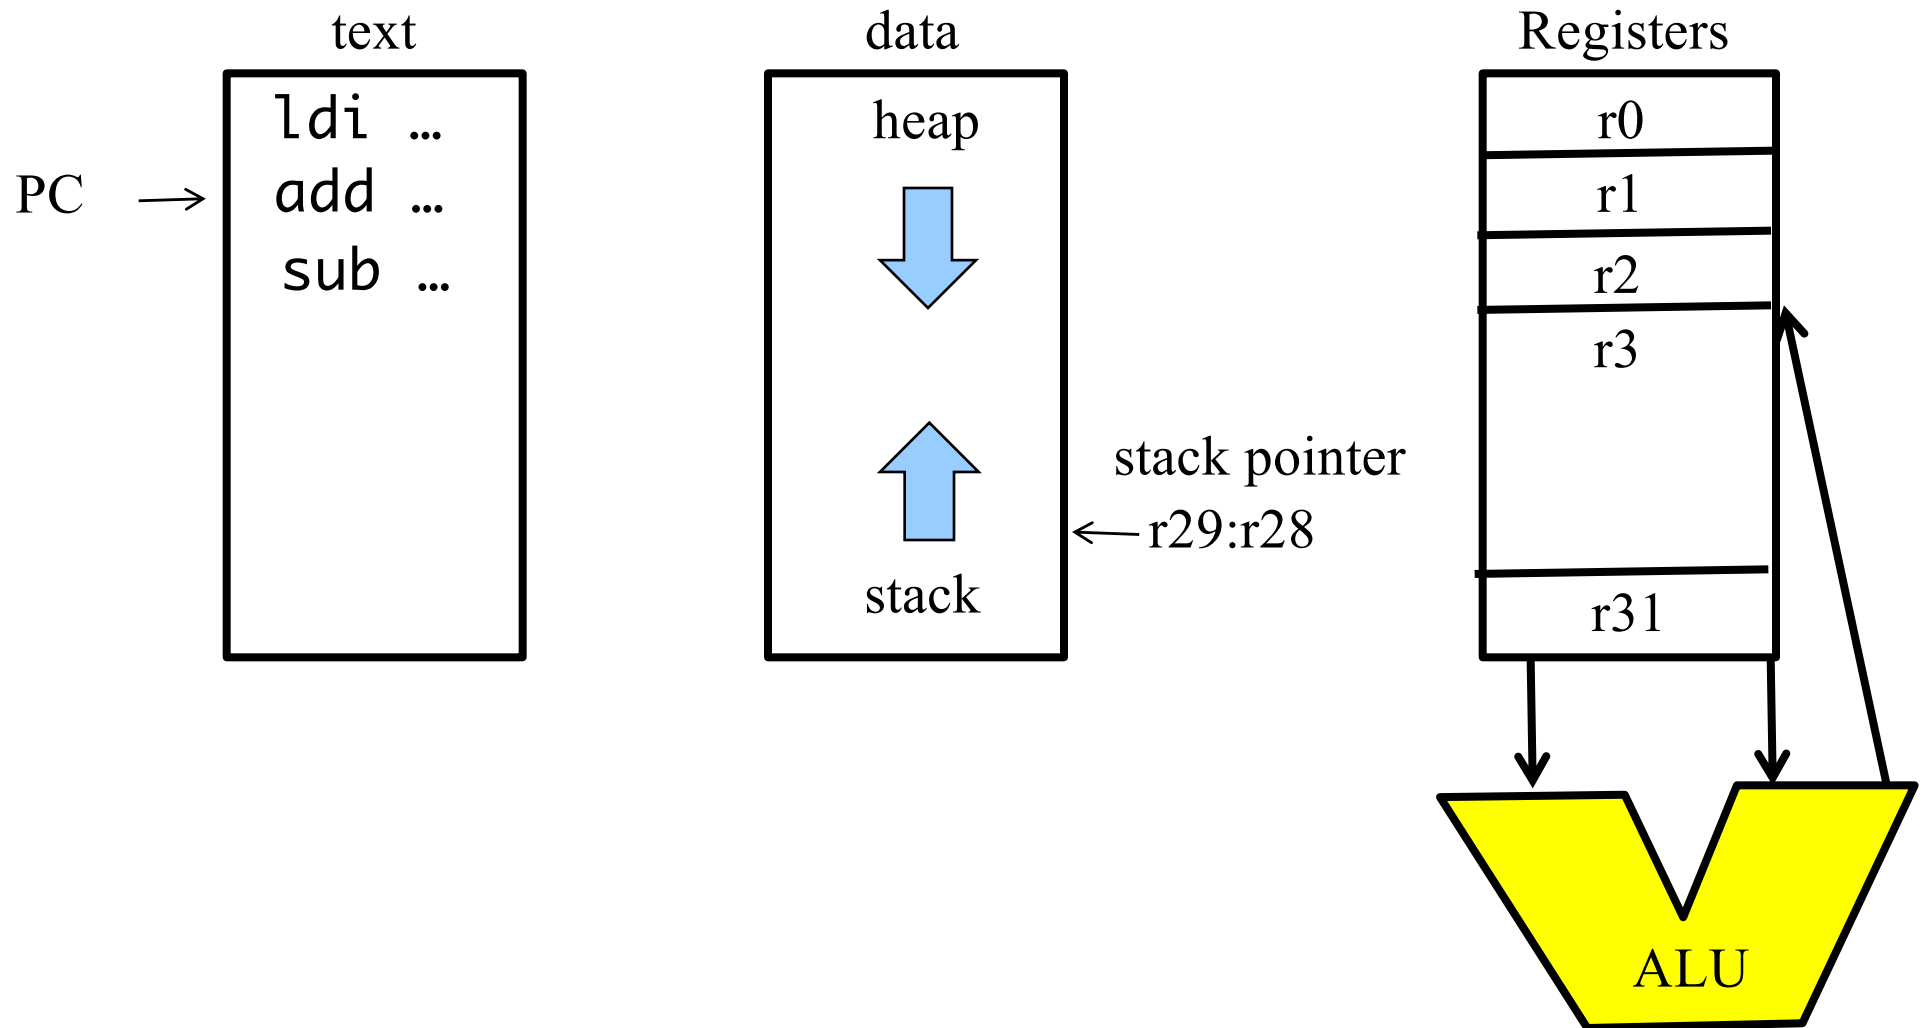 text
ldi …
PC
add …
sub …
data
heap
stack pointer
r29:r28
stack
Registers
r0
r1
r2
r3
r31
ALU